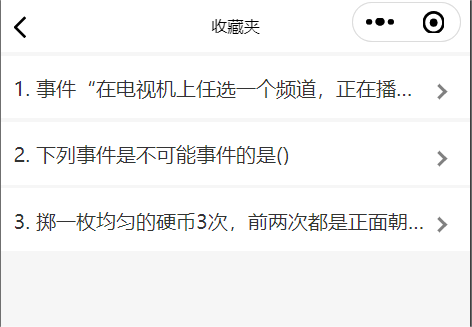 收藏夹
1. 事件“在电视机上任选一个频道，正在播...
2. 下列事件是不可能事件的是()
3. 掷一枚均匀的硬币3次，前两次都是正面朝...